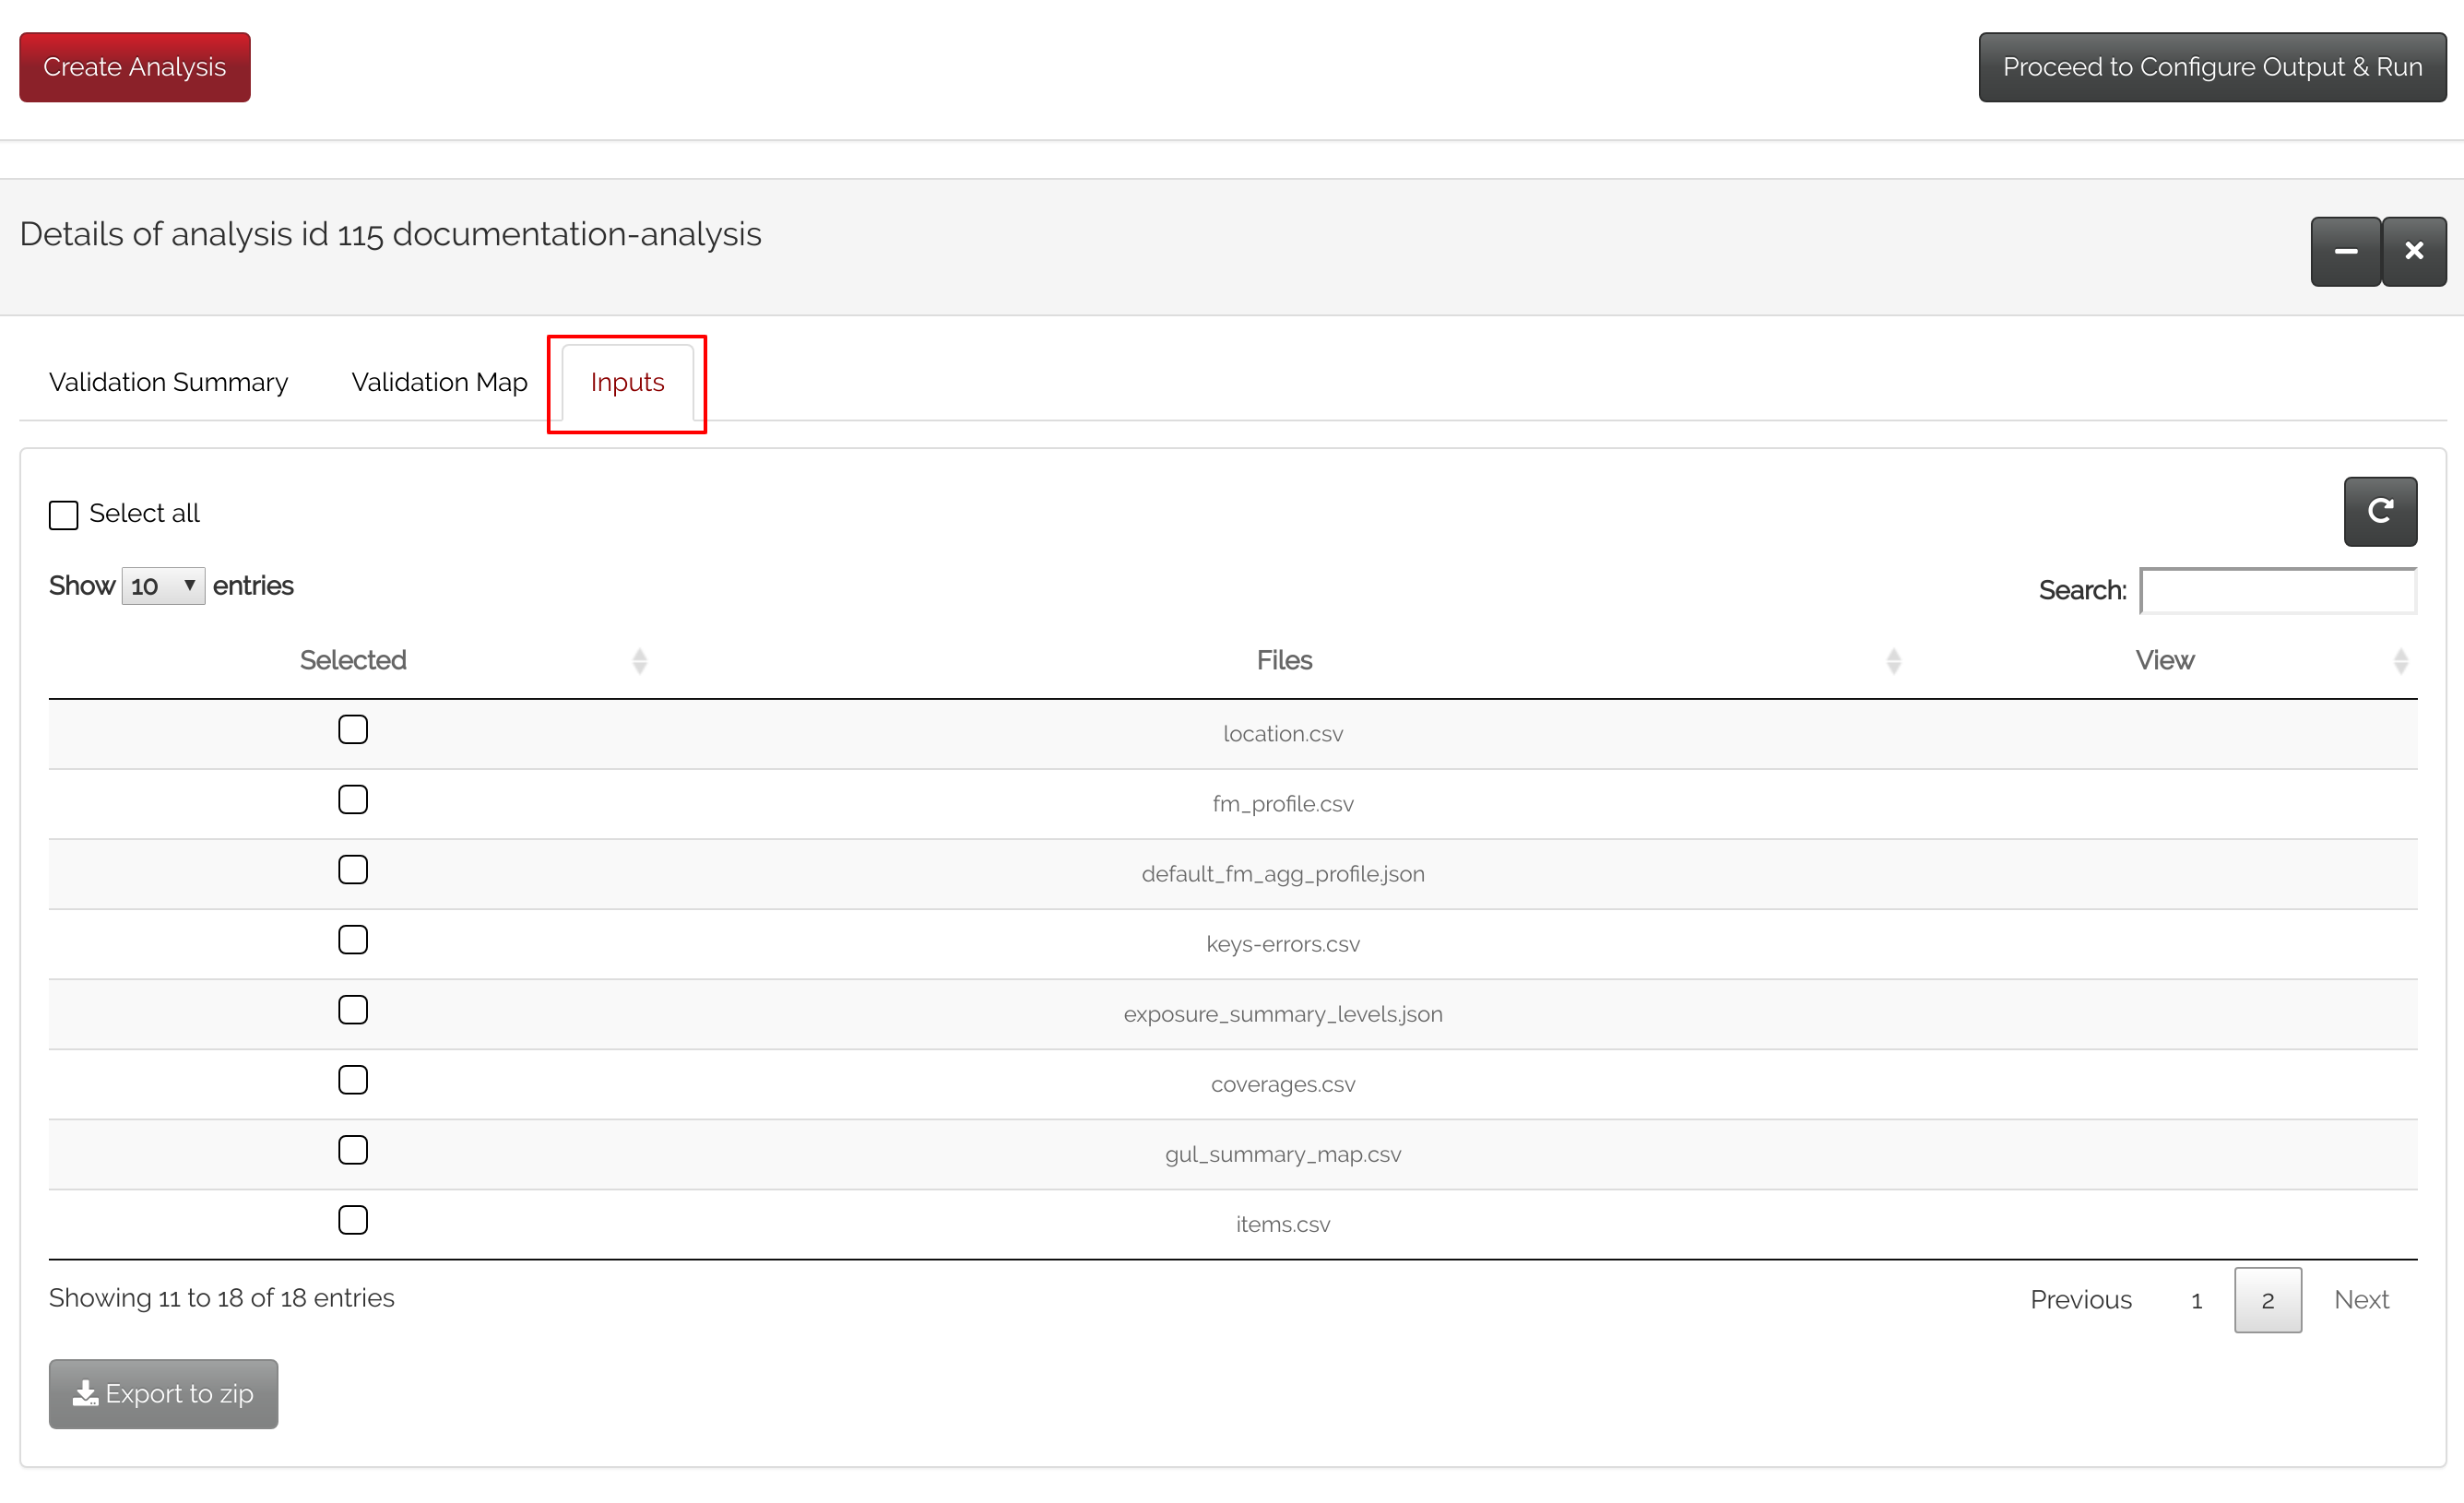 Create Analysis
Proceed to Configure Output & Run
Details of analysis id 115 documentation-analysis
Validation Summary
Validation Map
Inputs
Select all
Show 10 entries
Search:
Selected
Files
View
location.csv
fm_profile.csv
default_fm_agg_profile.json
keys-errors.csv
exposure_summary_levels.json
coverages.csv
gul_summary_map.csv
items.csv
Showing 11 to 18 of 18 entries
Previous 1 2 Next
Export to zip